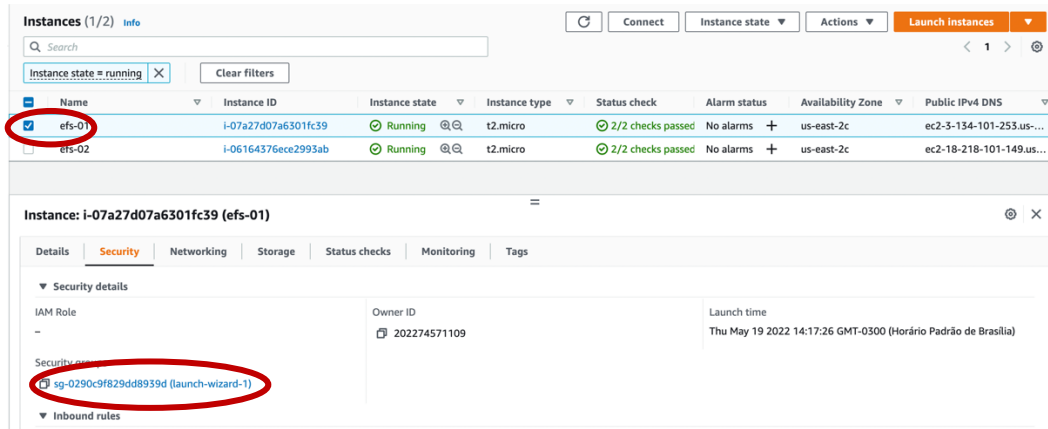 Instances (1/2) Info
Connect
Instance state
Actions
Launch instances
Search
1
Instance state = running
Clear filters
Name Instance ID Instance state Instance type Status check Alarm status Availability Zone Public IPv4 DNS
efs-01 i-07a27d07a6301fc39 Running t2.micro 2/2 checks passed No alarms + us-east-2c ec2-3-134-101-253.us-...
efs-02 i-06164376ece2993ab Running t2.micro 2/2 checks passed No alarms + us-east-2c ec2-18-218-101-149.us...
Instance: i-07a27d07a6301fc39 (efs-01)
Details Security Networking Storage Status checks Monitoring Tags
Security details
IAM Role Owner ID Launch time
– 202274571109 Thu May 19 2022 14:17:26 GMT-0300 (Horário Padrão de Brasília)
Security groups
sg-0290c9f829dd8939d (launch-wizard-1)
Inbound rules